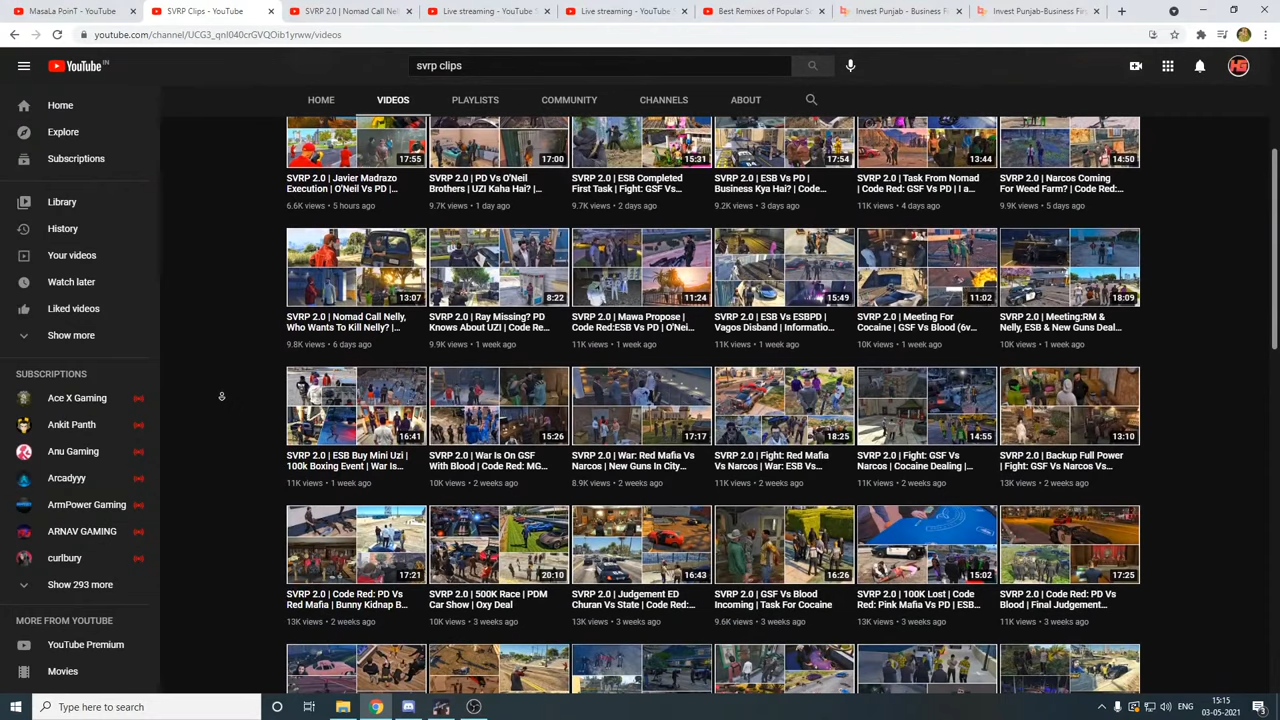 MasaLa PoinT - YouTube
SVRP Clips - YouTube
SVRP 2.0 | Nomad Call Nel
Live streaming - YouTube S
Live streaming - YouTube
Best Remixes of Popular So
Invest Punjab - Business Fi
Invest Punjab-Business Fir
youtube.com/channel/UCG3_qnI040crGVQOib1yrww/videos
YouTube IN
svrp clips
HG
HOME VIDEOS PLAYLISTS COMMUNITY CHANNELS ABOUT
Home
Explore
Subscriptions
Library
History
Your videos
Watch later
Liked videos
Show more
SUBSCRIPTIONS
Ace X Gaming
Ankit Panth
Anu Gaming
Arcadyyy
ArmPower Gaming
ARNAV GAMING
curlbury
Show 293 more
MORE FROM YOUTUBE
YouTube Premium
Movies
17:55
SVRP 2.0 | Javier Madrazo
Execution | O'Neil Vs PD |...
6.6K views • 5 hours ago
17:00
SVRP 2.0 | PD Vs O'Neil
Brothers | UZI Kaha Hai? |...
9.7K views • 1 day ago
15:31
SVRP 2.0 | ESB Completed
First Task | Fight: GSF Vs...
9.7K views • 2 days ago
17:54
SVRP 2.0 | ESB Vs PD |
Business Kya Hai? | Code...
9.2K views • 3 days ago
13:44
SVRP 2.0 | Task From Nomad
| Code Red: GSF Vs PD | I a...
11K views • 4 days ago
14:50
SVRP 2.0 | Narcos Coming
For Weed Farm? | Code Red:...
9.9K views • 5 days ago
13:07
SVRP 2.0 | Nomad Call Nelly,
Who Wants To Kill Nelly? |...
9.8K views • 6 days ago
8:22
SVRP 2.0 | Ray Missing? PD
Knows About UZI | Code Re...
9.9K views • 1 week ago
11:24
SVRP 2.0 | Mawa Propose |
Code Red:ESB Vs PD | O'Nei...
11K views • 1 week ago
15:49
SVRP 2.0 | ESB Vs ESBPD |
Vagos Disband | Informatio...
11K views • 1 week ago
11:02
SVRP 2.0 | Meeting For
Cocaine | GSF Vs Blood (6v...
10K views • 1 week ago
18:09
SVRP 2.0 | Meeting:RM &
Nelly, ESB & New Guns Deal...
10K views • 1 week ago
16:41
SVRP 2.0 | ESB Buy Mini Uzi |
100k Boxing Event | War Is...
11K views • 1 week ago
15:26
SVRP 2.0 | War Is On GSF
With Blood | Code Red: MG...
10K views • 2 weeks ago
17:17
SVRP 2.0 | War: Red Mafia Vs
Narcos | New Guns In City...
8.9K views • 2 weeks ago
18:25
SVRP 2.0 | Fight: Red Mafia
Vs Narcos | War: ESB Vs...
11K views • 2 weeks ago
14:55
SVRP 2.0 | Fight: GSF Vs
Narcos | Cocaine Dealing |...
11K views • 2 weeks ago
13:10
SVRP 2.0 | Backup Full Power
| Fight: GSF Vs Narcos Vs...
13K views • 2 weeks ago
17:21
SVRP 2.0 | Code Red: PD Vs
Red Mafia | Bunny Kidnap B...
13K views • 2 weeks ago
20:10
SVRP 2.0 | 500K Race | PDM
Car Show | Oxy Deal
10K views • 3 weeks ago
16:43
SVRP 2.0 | Judgement ED
Churan Vs State | Code Red:...
13K views • 3 weeks ago
16:26
SVRP 2.0 | GSF Vs Blood
Incoming | Task For Cocaine
9.6K views • 3 weeks ago
15:02
SVRP 2.0 | 100K Lost | Code
Red: Pink Mafia Vs PD | ESB...
13K views • 3 weeks ago
17:25
SVRP 2.0 | Code Red: PD Vs
Blood | Final Judgement...
11K views • 3 weeks ago
Type here to search
ENG
15:15
03-05-2021